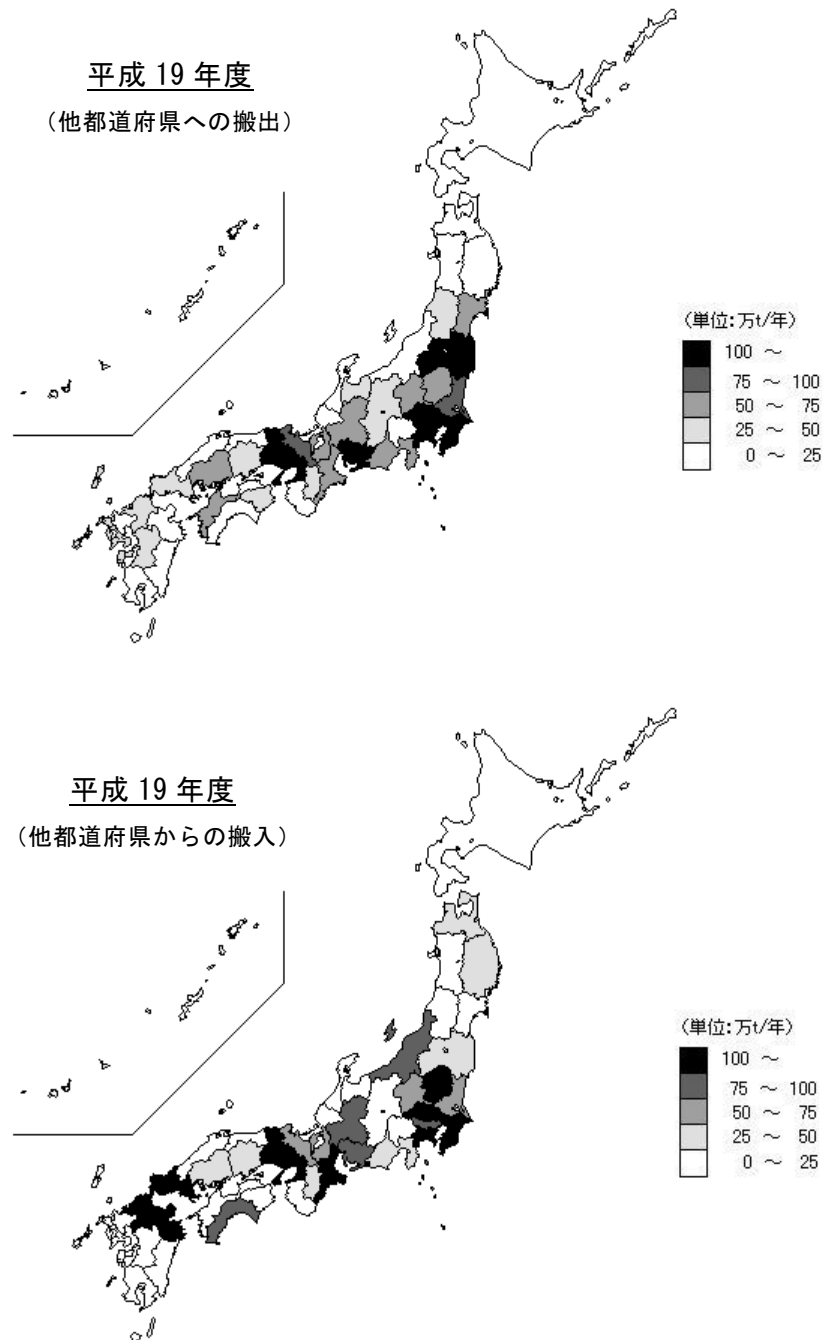 平成 19 年度
（他都道府県への搬出）
（単位:万t/年）
100 ～
75 ～ 100
50 ～ 75
25 ～ 50
0 ～ 25
平成 19 年度
（他都道府県からの搬入）
（単位:万t/年）
100 ～
75 ～ 100
50 ～ 75
25 ～ 50
0 ～ 25